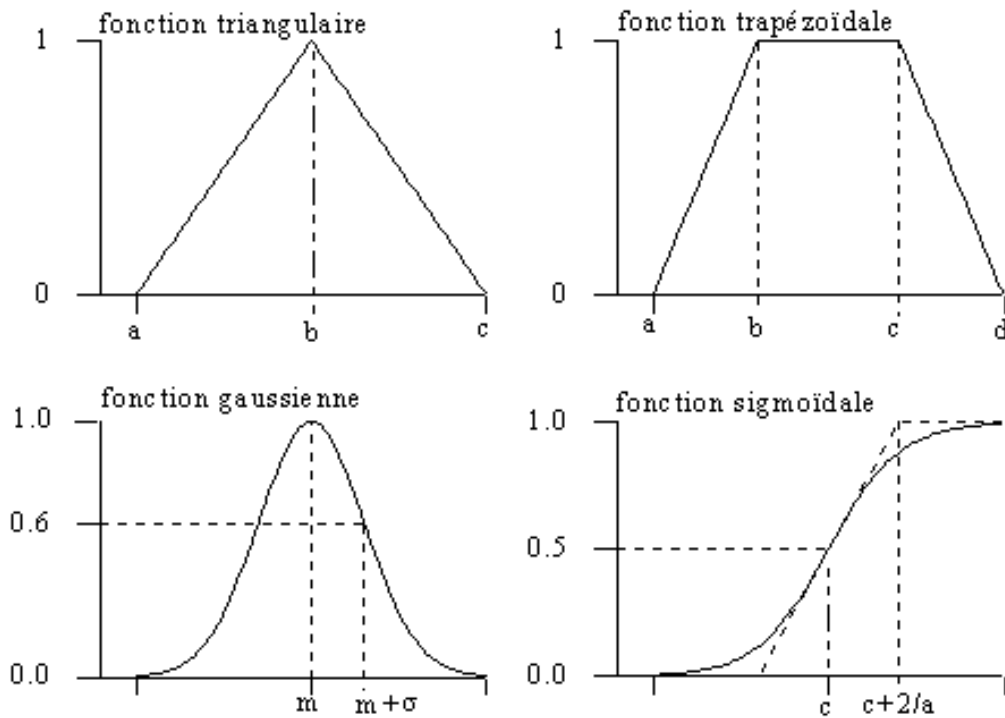 fonction triangulaire
1
0
a b c
fonction trapézoïdale
1
0
a b c d
fonction gaussienne
1.0
0.6
0.0
m m+σ
fonction sigmoïdale
1.0
0.5
0.0
c c+2/a